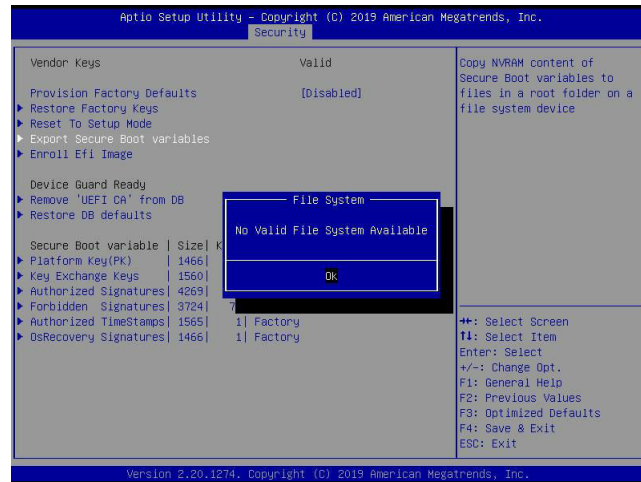 Aptio Setup Utility – Copyright (C) 2019 American Megatrends, Inc.
Security
Vendor Keys Valid
Provision Factory Defaults [Disabled]
Restore Factory Keys
Reset To Setup Mode
Export Secure Boot variables
Enroll Efi Image
Device Guard Ready
Remove 'UEFI CA' from DB
Restore DB defaults
Secure Boot variable | Size| K
Platform Key(PK) | 1466|
Key Exchange Keys | 1560|
Authorized Signatures| 4269|
Forbidden Signatures| 3724| 7
Authorized TimeStamps| 1565| 1| Factory
OsRecovery Signatures| 1466| 1| Factory
File System
No Valid File System Available
Ok
Copy NVRAM content of
Secure Boot variables to
files in a root folder on a
file system device
→←: Select Screen
↑↓: Select Item
Enter: Select
+/-: Change Opt.
F1: General Help
F2: Previous Values
F3: Optimized Defaults
F4: Save & Exit
ESC: Exit
Version 2.20.1274. Copyright (C) 2019 American Megatrends, Inc.